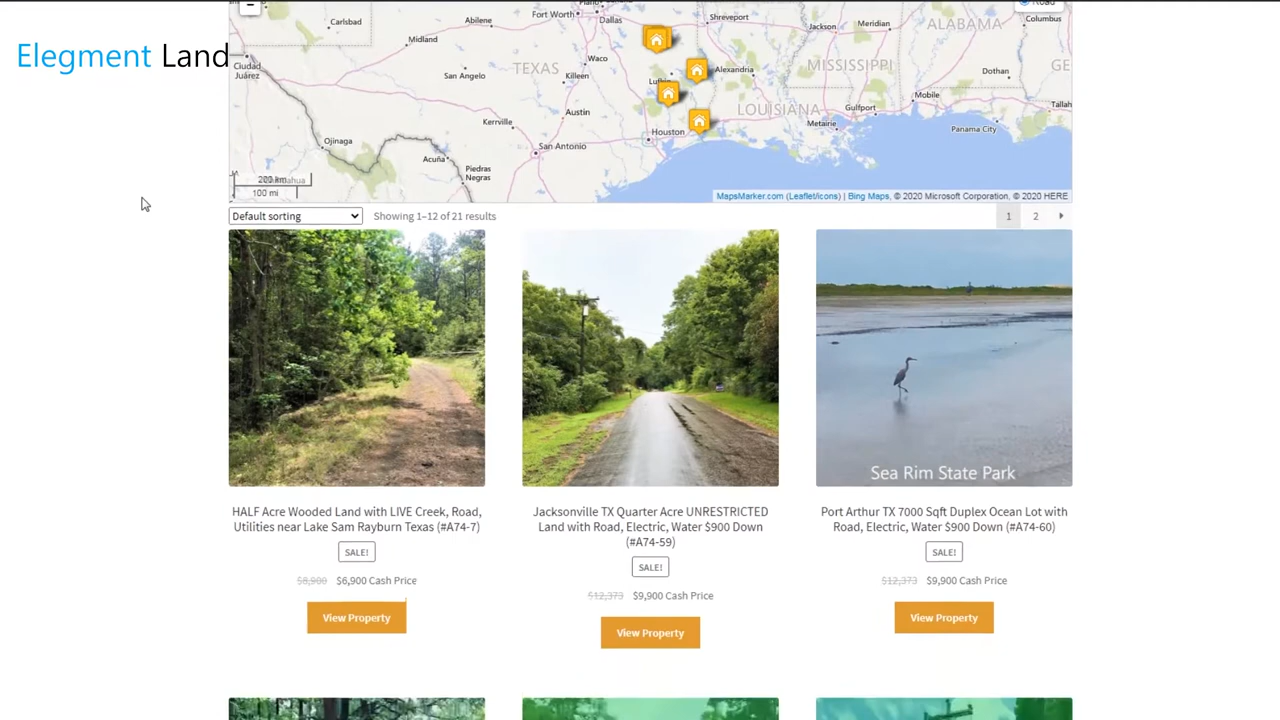 −
Road
Carlsbad
Abilene
Fort Worth
Dallas
Shreveport
Jackson
Meridian
ALABAMA
Columbus
Midland
Waco
Ciudad
Juárez
San Angelo
TEXAS
Killeen
Lufkin
Alexandria
MISSISSIPPI
Dothan
GE
Austin
LOUISIANA
Gulfport
Mobile
Tallah
Kerrville
Houston
Metairie
Panama City
Ojinaga
San Antonio
Acuña
Piedras
Negras
Chihuahua
100 mi
MapsMarker.com (Leaflet/icons) | Bing Maps, © 2020 Microsoft Corporation, © 2020 HERE
Elegment Land
Default sorting
Showing 1–12 of 21 results
1 2
Sea Rim State Park
HALF Acre Wooded Land with LIVE Creek, Road,
Utilities near Lake Sam Rayburn Texas (#A74-7)
SALE!
$8,900 $6,900 Cash Price
View Property
Jacksonville TX Quarter Acre UNRESTRICTED
Land with Road, Electric, Water $900 Down
(#A74-59)
SALE!
$12,373 $9,900 Cash Price
View Property
Port Arthur TX 7000 Sqft Duplex Ocean Lot with
Road, Electric, Water $900 Down (#A74-60)
SALE!
$12,373 $9,900 Cash Price
View Property